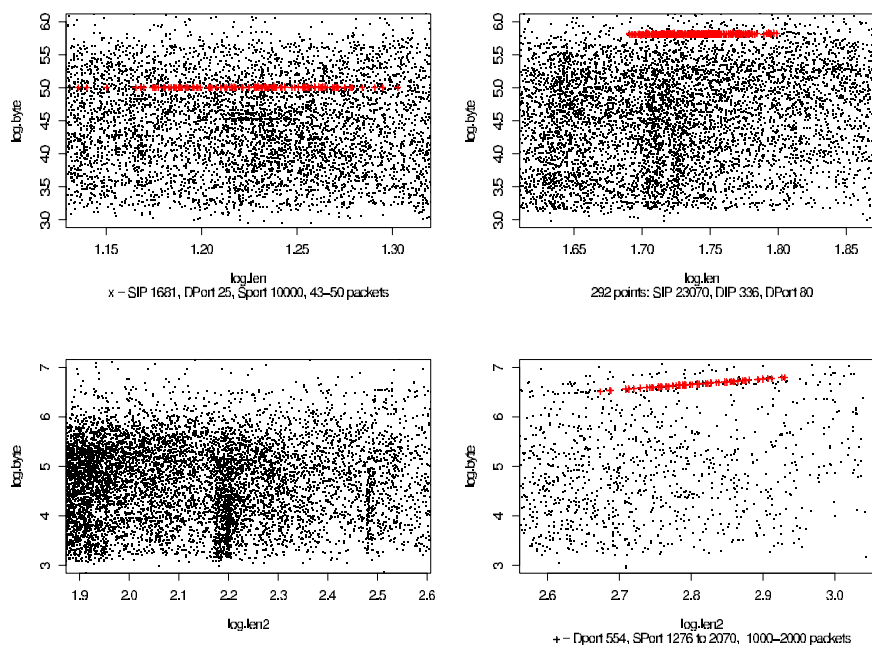 log.byte
6.0
5.5
5.0
4.5
4.0
3.5
3.0
1.15 1.20 1.25 1.30
log.len
x – SIP 1681, DPort 25, Sport 10000, 43–50 packets
log.byte
6.0
5.5
5.0
4.5
4.0
3.5
3.0
1.65 1.70 1.75 1.80 1.85
log.len
292 points: SIP 23070, DIP 336, DPort 80
log.byte
7
6
5
4
3
1.9 2.0 2.1 2.2 2.3 2.4 2.5 2.6
log.len2
log.byte
7
6
5
4
3
2.6 2.7 2.8 2.9 3.0
log.len2
+ – Dport 554, SPort 1276 to 2070, 1000–2000 packets